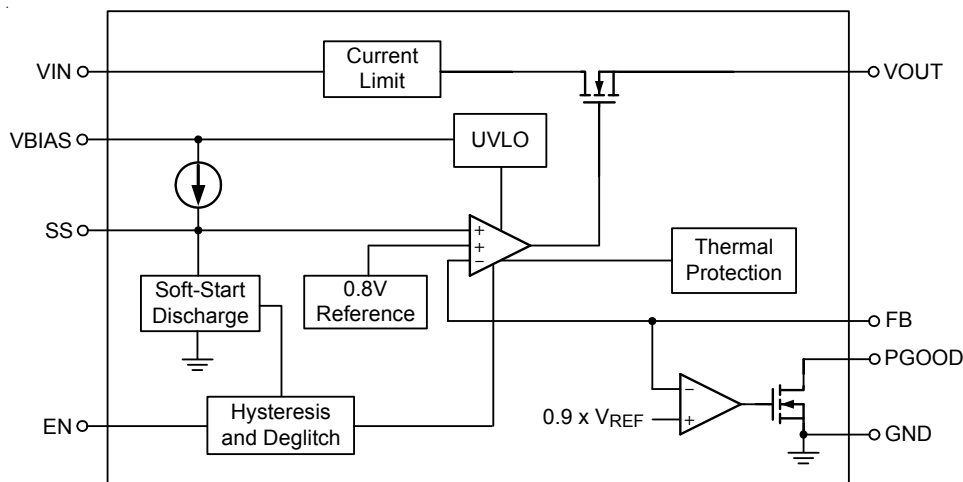 VIN
Current
Limit
VOUT
VBIAS
UVLO
SS
+
+
−
Thermal
Protection
Soft-Start
Discharge
0.8V
Reference
FB
PGOOD
−
+
0.9 x VREF
EN
Hysteresis
and Deglitch
GND